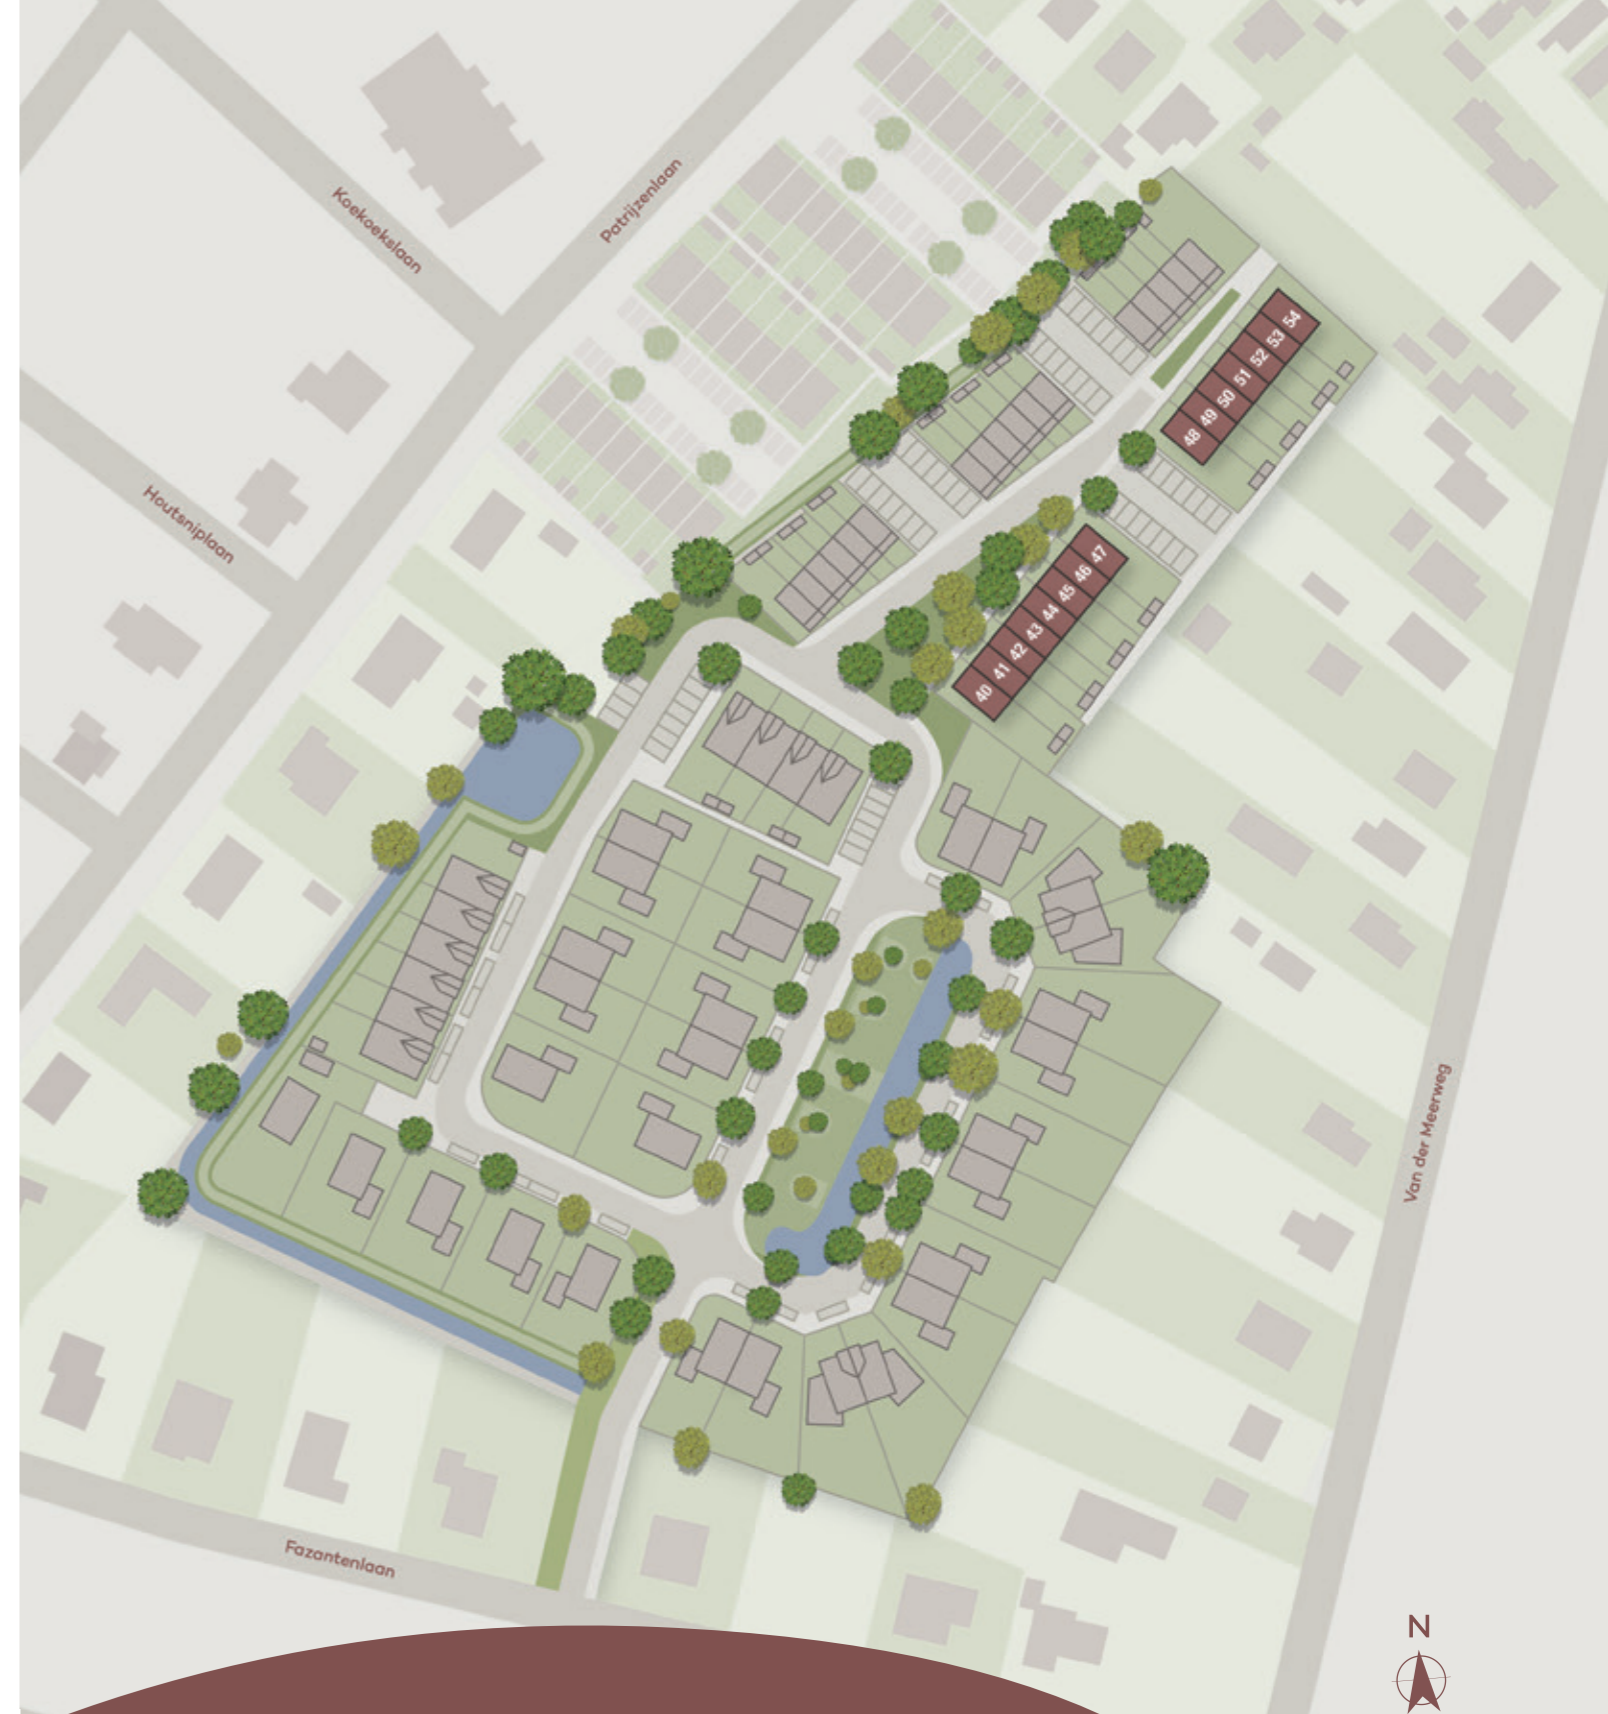 Koekoekslaan
Patrijzenlaan
Houtsniplaan
54
53
52
51
50
49
48
47
46
45
44
43
42
41
40
Van der Meerweg
Fazantenlaan
N